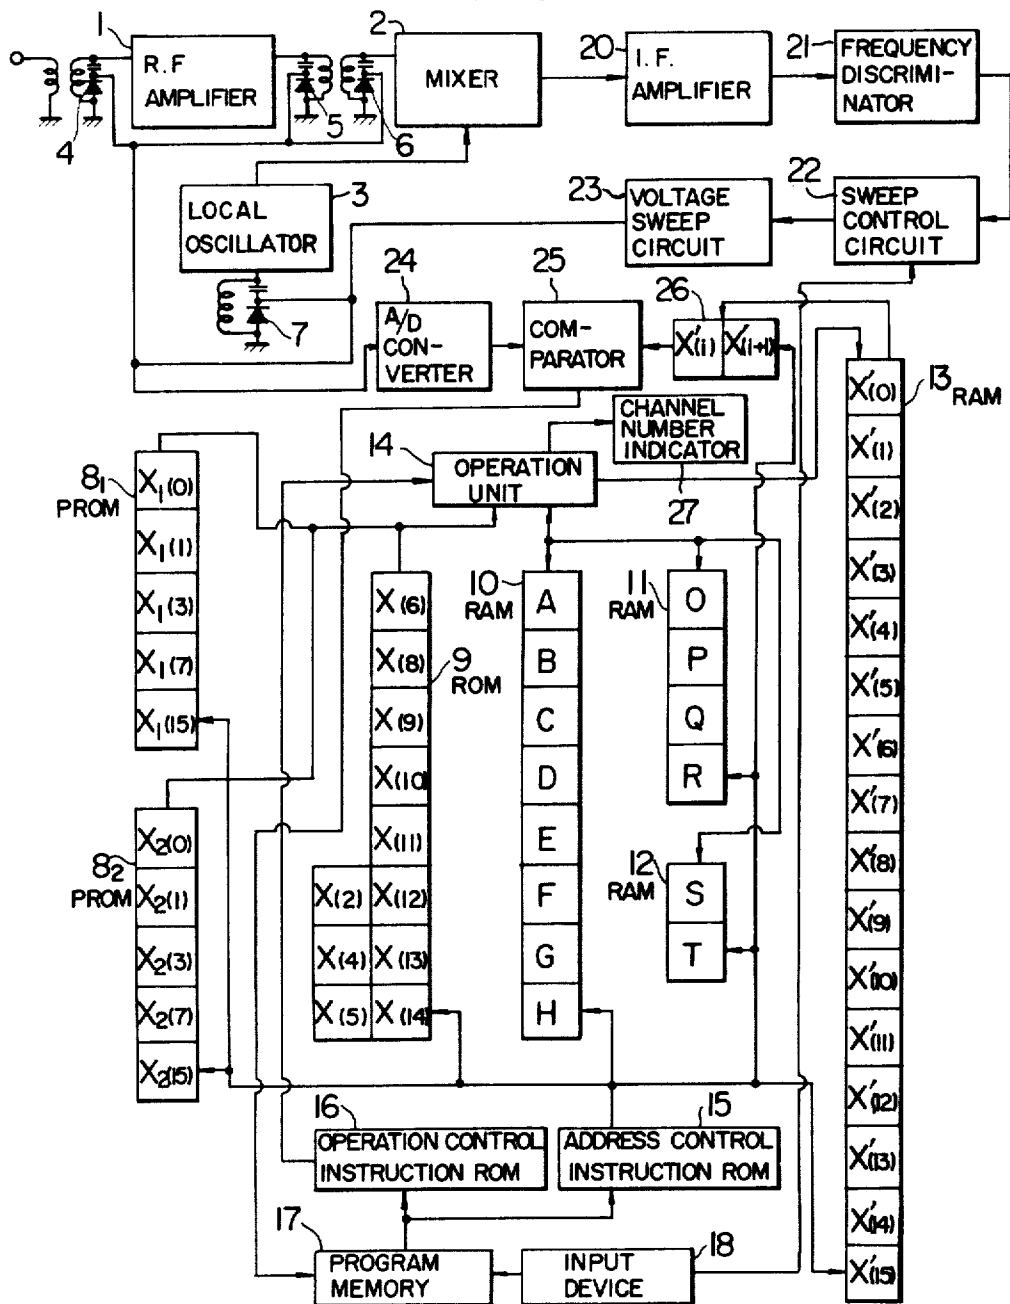 1
R.F
AMPLIFIER
2
MIXER
20
I.F.
AMPLIFIER
21
FREQUENCY
DISCRIMI-
NATOR
4
5
6
3
LOCAL
OSCILLATOR
7
23
VOLTAGE
SWEEP
CIRCUIT
22
SWEEP
CONTROL
CIRCUIT
24
A/D
CON-
VERTER
25
COM-
PARATOR
26
X'(i) X'(i+1)
CHANNEL
NUMBER
INDICATOR
27
14
OPERATION
UNIT
8₁
PROM
X₁(0)
X₁(1)
X₁(3)
X₁(7)
X₁(15)
8₂
PROM
X₂(0)
X₂(1)
X₂(3)
X₂(7)
X₂(15)
9
ROM
X(6)
X(8)
X(9)
X(10)
X(11)
X(2) X(12)
X(4) X(13)
X(5) X(14)
10
RAM
A
B
C
D
E
F
G
H
11
RAM
O
P
Q
R
12
RAM
S
T
13
RAM
X'(0)
X'(1)
X'(2)
X'(3)
X'(4)
X'(5)
X'(6)
X'(7)
X'(8)
X'(9)
X'(10)
X'(11)
X'(12)
X'(13)
X'(14)
X'(15)
16
OPERATION CONTROL
INSTRUCTION ROM
15
ADDRESS CONTROL
INSTRUCTION ROM
17
PROGRAM
MEMORY
18
INPUT
DEVICE